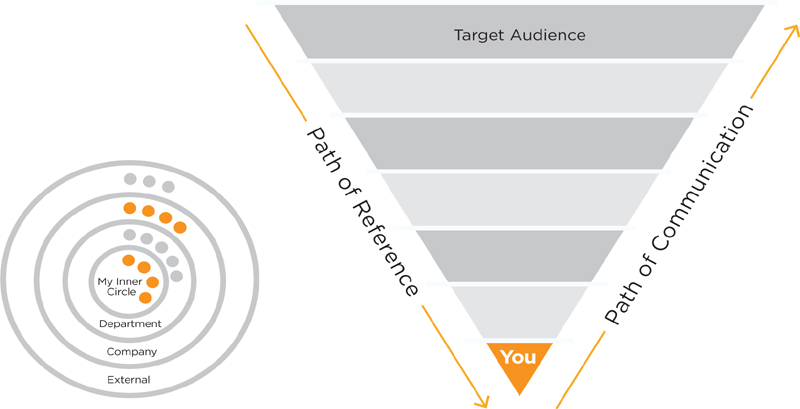 Target Audience
Path of Reference
Path of Communication
You
My Inner
Circle
Department
Company
External